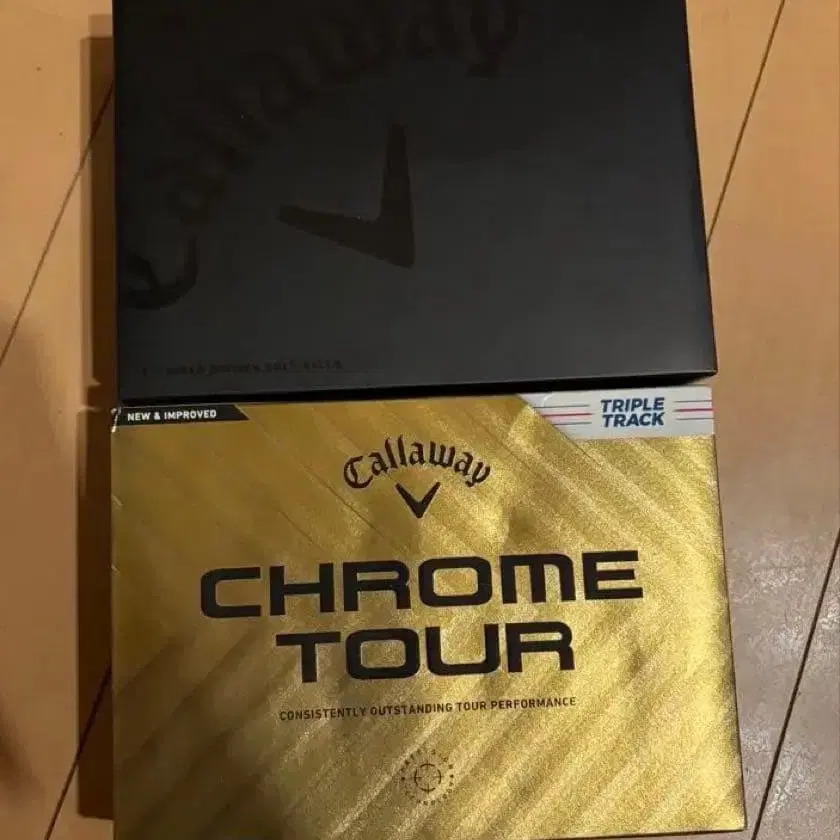 Callaway
NEW & IMPROVED
TRIPLE
TRACK
Callaway
CHROME
TOUR
CONSISTENTLY OUTSTANDING TOUR PERFORMANCE